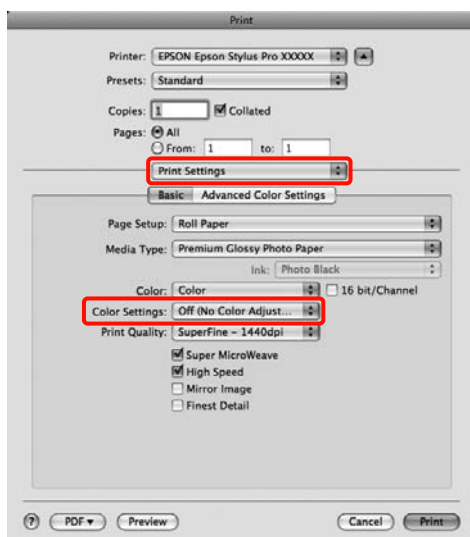 Print
Printer: EPSON Epson Stylus Pro XXXXX
Presets: Standard
Copies: 1 Collated
Pages: All
From: 1 to: 1
Print Settings
Basic Advanced Color Settings
Page Setup: Roll Paper
Media Type: Premium Glossy Photo Paper
Ink: Photo Black
Color: Color 16 bit/Channel
Color Settings: Off (No Color Adjust...
Print Quality: SuperFine - 1440dpi
Super MicroWeave
High Speed
Mirror Image
Finest Detail
? PDF Preview Cancel Print